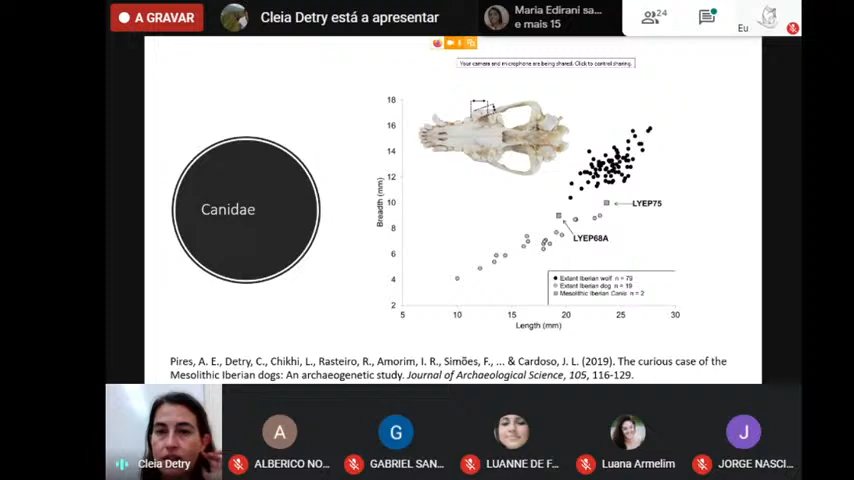 A GRAVAR
Cleia Detry está a apresentar
Maria Edirani sa...
e mais 15
24
Eu
Your camera and microphone are being shared. Click to control sharing.
Canidae
18
16
14
12
10
8
6
4
2
Breadth (mm)
5
10
15
20
25
30
Length (mm)
LYEP75
LYEP68A
Extant Iberian wolf n = 79
Extant Iberian dog n = 19
Mesolithic Iberian Canis n = 2
Pires, A. E., Detry, C., Chikhi, L., Rasteiro, R., Amorim, I. R., Simões, F., ... & Cardoso, J. L. (2019). The curious case of the
Mesolithic Iberian dogs: An archaeogenetic study. Journal of Archaeological Science, 105, 116-129.
Cleia Detry
A
ALBERICO NO...
G
GABRIEL SAN...
LUANNE DE F...
Luana Armelim
J
JORGE NASCI...